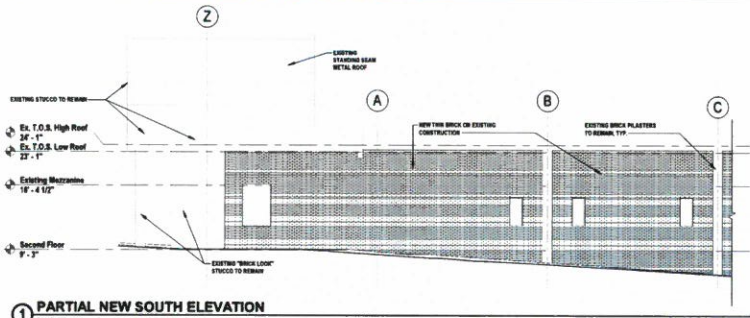 Z
EXISTING
STANDING SEAM
METAL ROOF
EXISTING STUCCO TO REMAIN
A
NEW THIN BRICK ON EXISTING
CONSTRUCTION
B
EXISTING BRICK PILASTERS
TO REMAIN, TYP.
C
Ex. T.O.S. High Roof
24' - 1"
Ex. T.O.S. Low Roof
23' - 1"
Existing Mezzanine
18' - 4 1/2"
Second Floor
9' - 3"
EXISTING "BRICK LOOK"
STUCCO TO REMAIN
1 PARTIAL NEW SOUTH ELEVATION